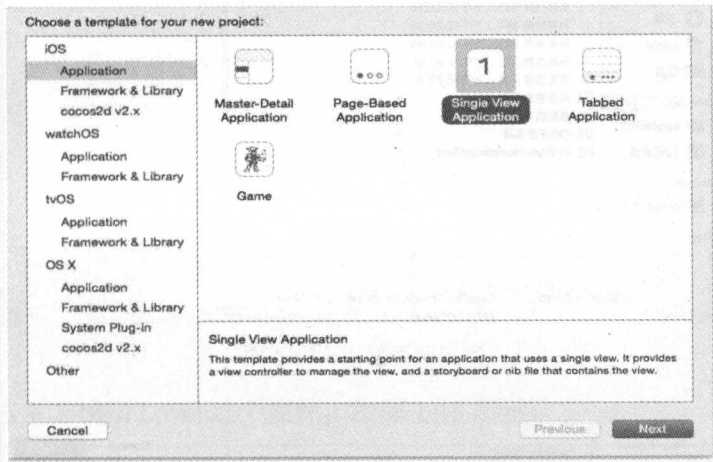 Choose a template for your new project:
iOS
Application
Framework & Library
cocos2d v2.x
watchOS
Application
Framework & Library
tvOS
Application
Framework & Library
OS X
Application
Framework & Library
System Plug-in
cocos2d v2.x
Other
Master-Detail
Application
Page-Based
Application
1
Single View
Application
Tabbed
Application
Game
Single View Application
This template provides a starting point for an application that uses a single view. It provides
a view controller to manage the view, and a storyboard or nib file that contains the view.
Cancel
Previous
Next